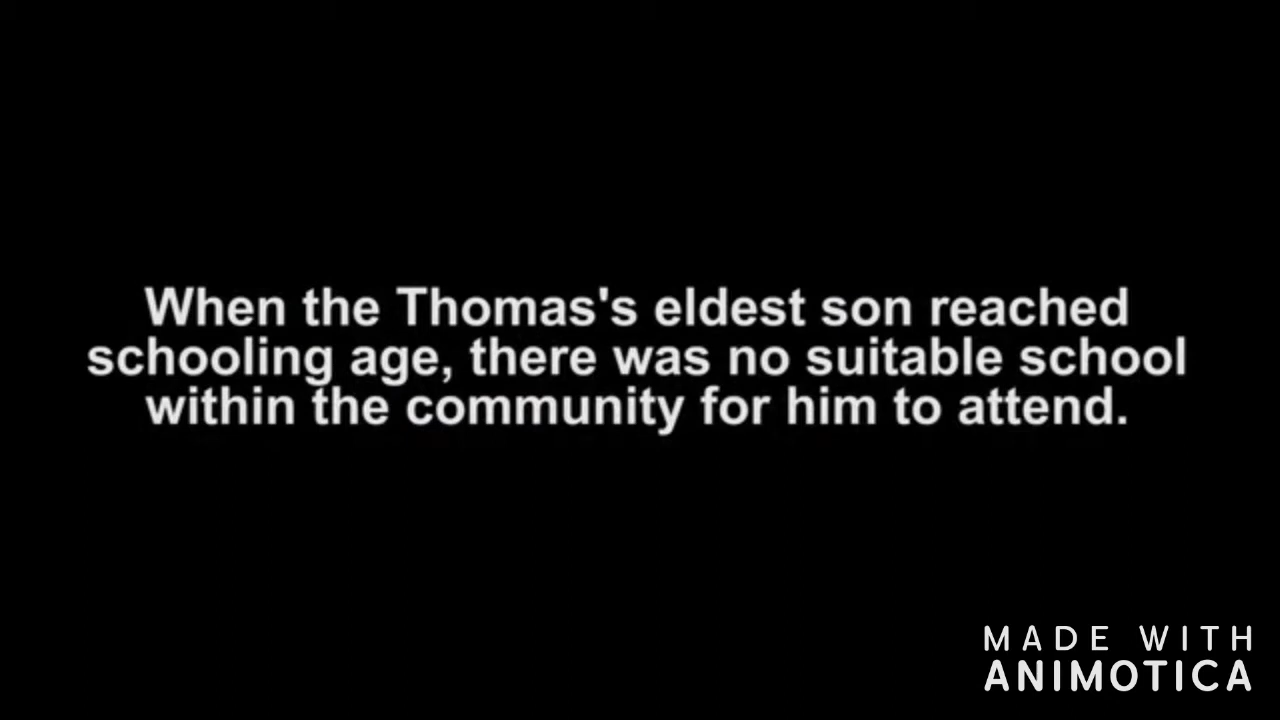 When the Thomas's eldest son reached
schooling age, there was no suitable school
within the community for him to attend.
MADE WITH
ANIMOTICA